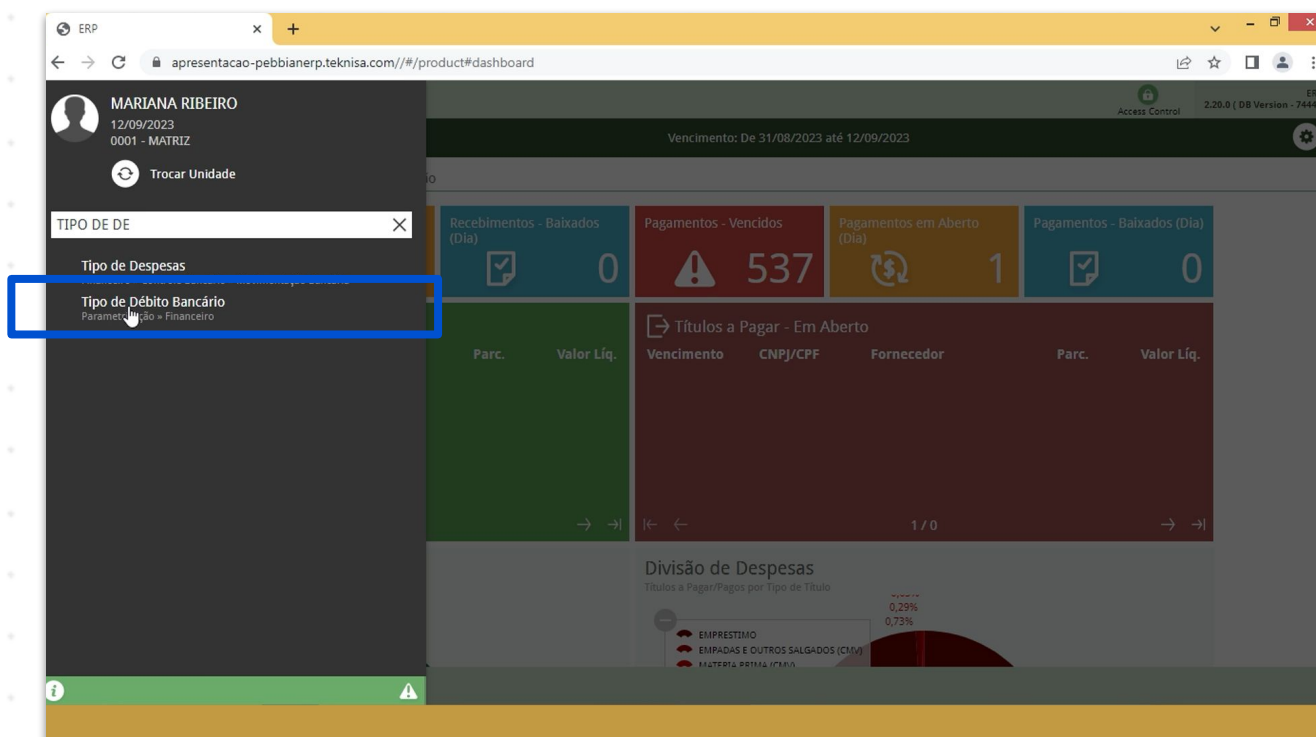 ERP
apresentacao-pebbianerp.teknisa.com//#/product#dashboard
MARIANA RIBEIRO
12/09/2023
0001 - MATRIZ
Trocar Unidade
TIPO DE DE
Tipo de Despesas
Tipo de Débito Bancário
Financeiro
Access Control
2.20.0 ( DB Version - 7444
Vencimento: De 31/08/2023 até 12/09/2023
Recebimentos - Baixados
(Dia)
0
Pagamentos - Vencidos
537
Pagamentos em Aberto
(Dia)
1
Pagamentos - Baixados (Dia)
0
Parc. Valor Líq.
Títulos a Pagar - Em Aberto
Vencimento CNPJ/CPF Fornecedor Parc. Valor Líq.
1 / 0
Divisão de Despesas
Títulos a Pagar/Pagos por Tipo de Título
0,29%
0,73%
EMPRESTIMO
EMPADAS E OUTROS SALGADOS (CMV)
MATERIA PRIMA (CMV)